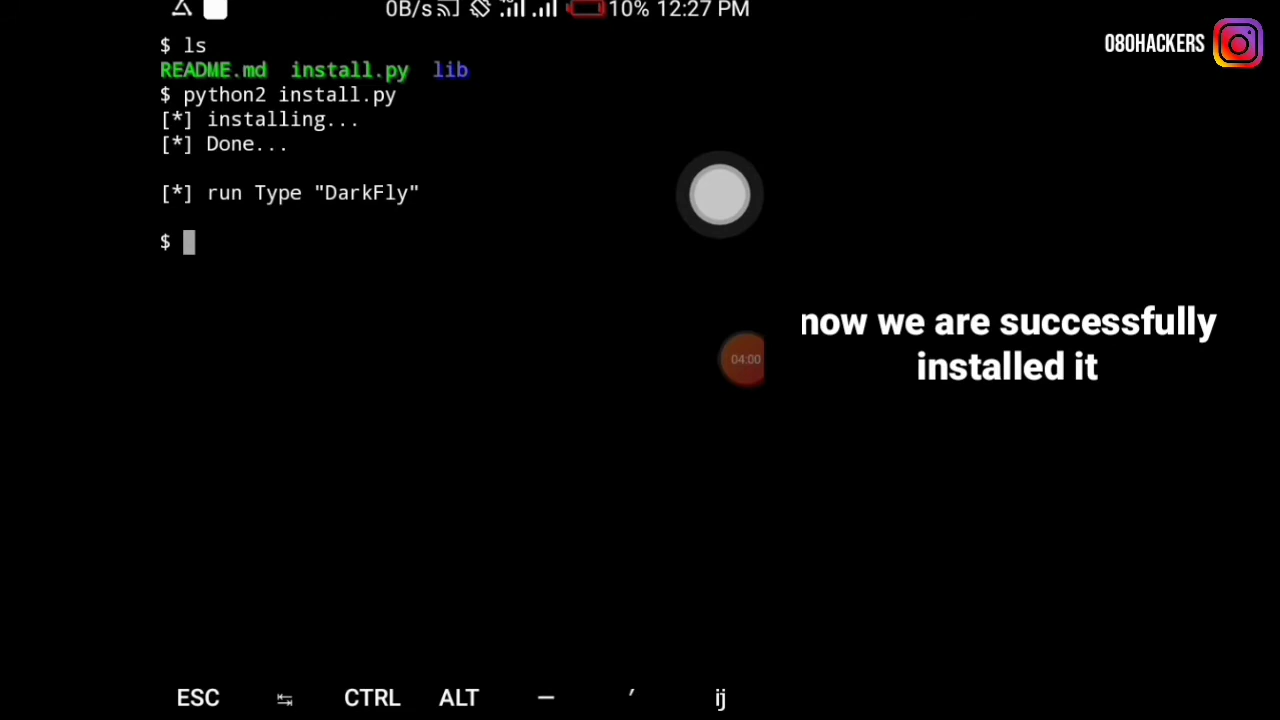 0B/s 10% 12:27 PM
080HACKERS
$ ls
README.md install.py lib
$ python2 install.py
[*] installing...
[*] Done...
[*] run Type "DarkFly"
$
now we are successfully
installed it
04:00
ESC ↹ CTRL ALT — ′ ij